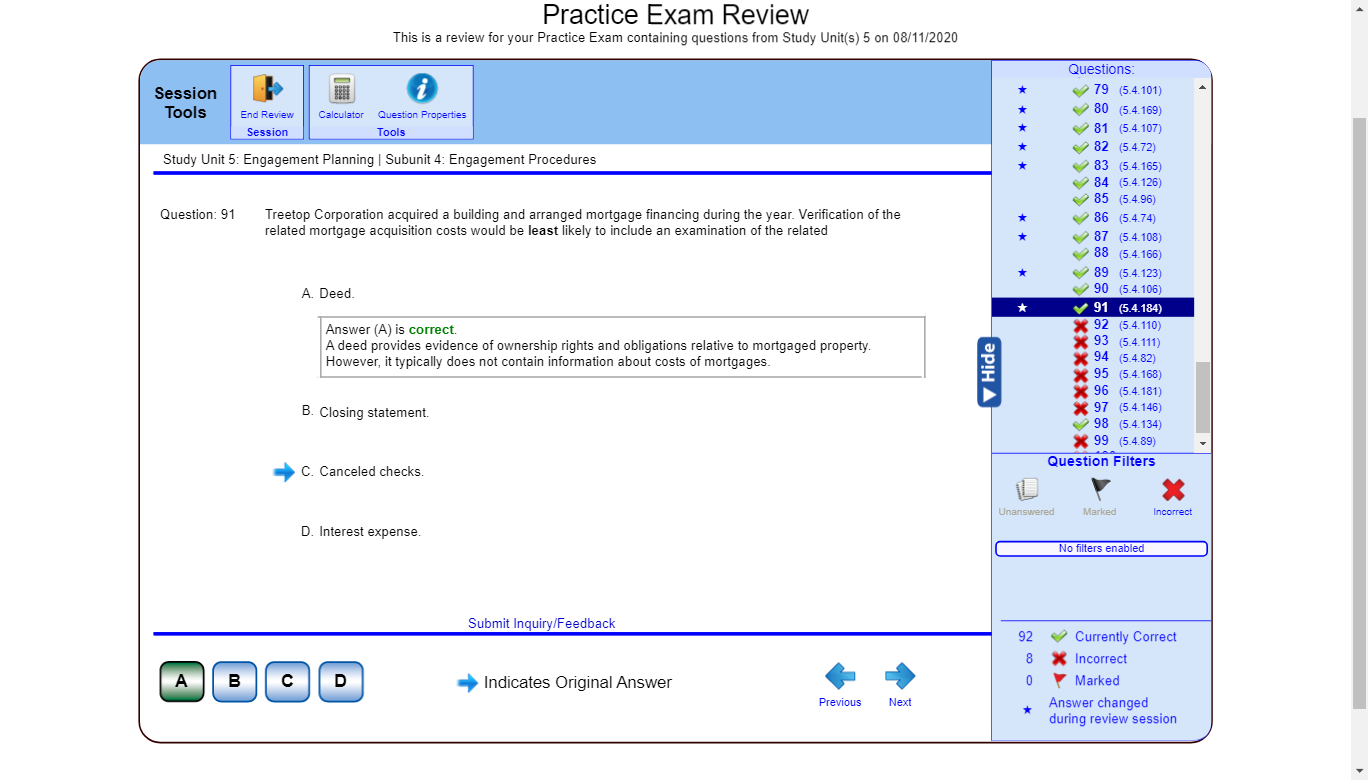 Practice Exam Review
This is a review for your Practice Exam containing questions from Study Unit(s) 5 on 08/11/2020
Session
Tools
End Review
Session
Calculator
Question Properties
Tools
Study Unit 5: Engagement Planning | Subunit 4: Engagement Procedures
Question: 91
Treetop Corporation acquired a building and arranged mortgage financing during the year. Verification of the
related mortgage acquisition costs would be least likely to include an examination of the related
A. Deed.
Answer (A) is correct.
A deed provides evidence of ownership rights and obligations relative to mortgaged property.
However, it typically does not contain information about costs of mortgages.
B. Closing statement.
C. Canceled checks.
D. Interest expense.
Submit Inquiry/Feedback
A
B
C
D
Indicates Original Answer
Previous
Next
Hide
Questions:
79 (5.4.101)
80 (5.4.169)
81 (5.4.107)
82 (5.4.72)
83 (5.4.165)
84 (5.4.126)
85 (5.4.96)
86 (5.4.74)
87 (5.4.108)
88 (5.4.166)
89 (5.4.123)
90 (5.4.106)
91 (5.4.184)
92 (5.4.110)
93 (5.4.111)
94 (5.4.82)
95 (5.4.168)
96 (5.4.181)
97 (5.4.146)
98 (5.4.134)
99 (5.4.89)
Question Filters
Unanswered
Marked
Incorrect
No filters enabled
92 Currently Correct
8 Incorrect
0 Marked
Answer changed
during review session